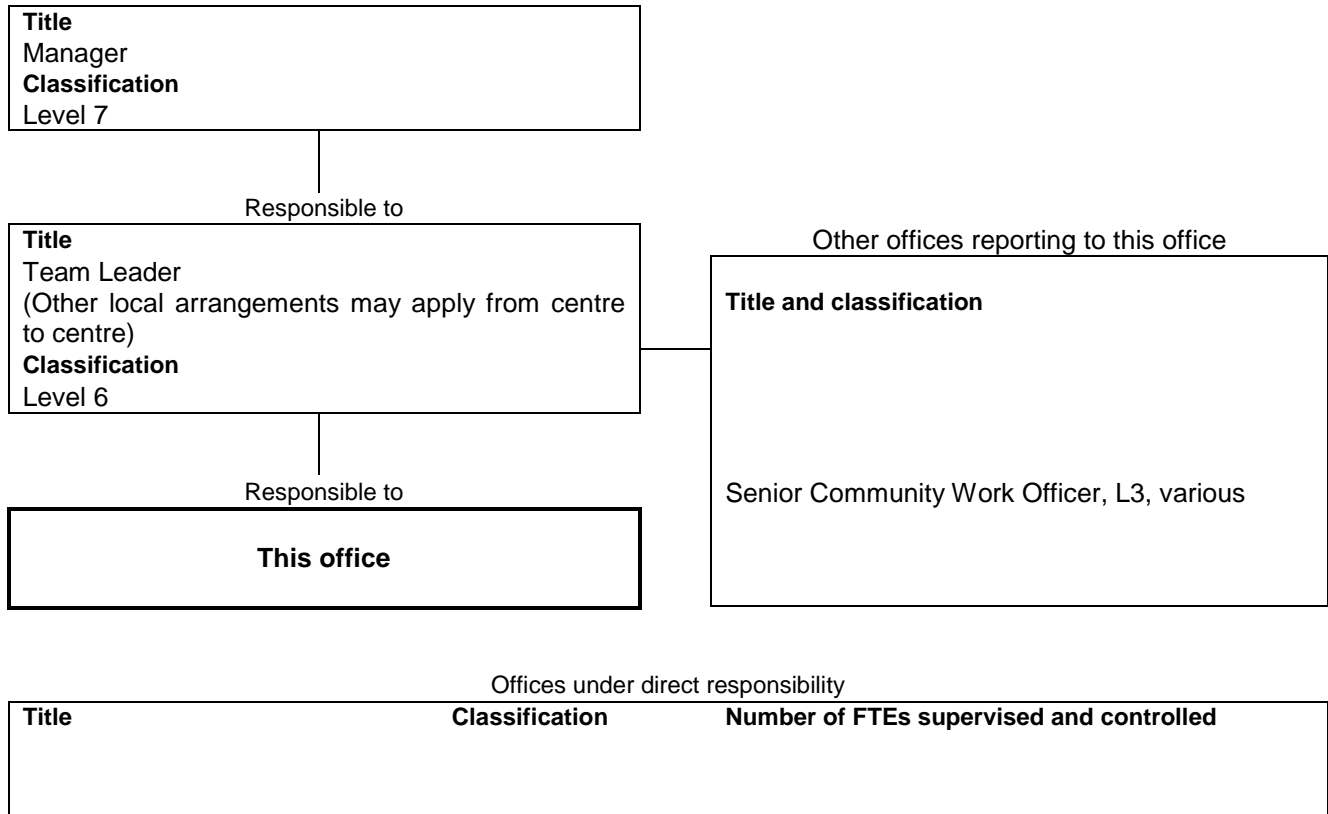 Title
Manager
Classification
Level 7
Responsible to
Title
Team Leader
(Other local arrangements may apply from centre
to centre)
Classification
Level 6
Other offices reporting to this office
Title and classification
Senior Community Work Officer, L3, various
Responsible to
This office
Offices under direct responsibility
Title Classification Number of FTEs supervised and controlled